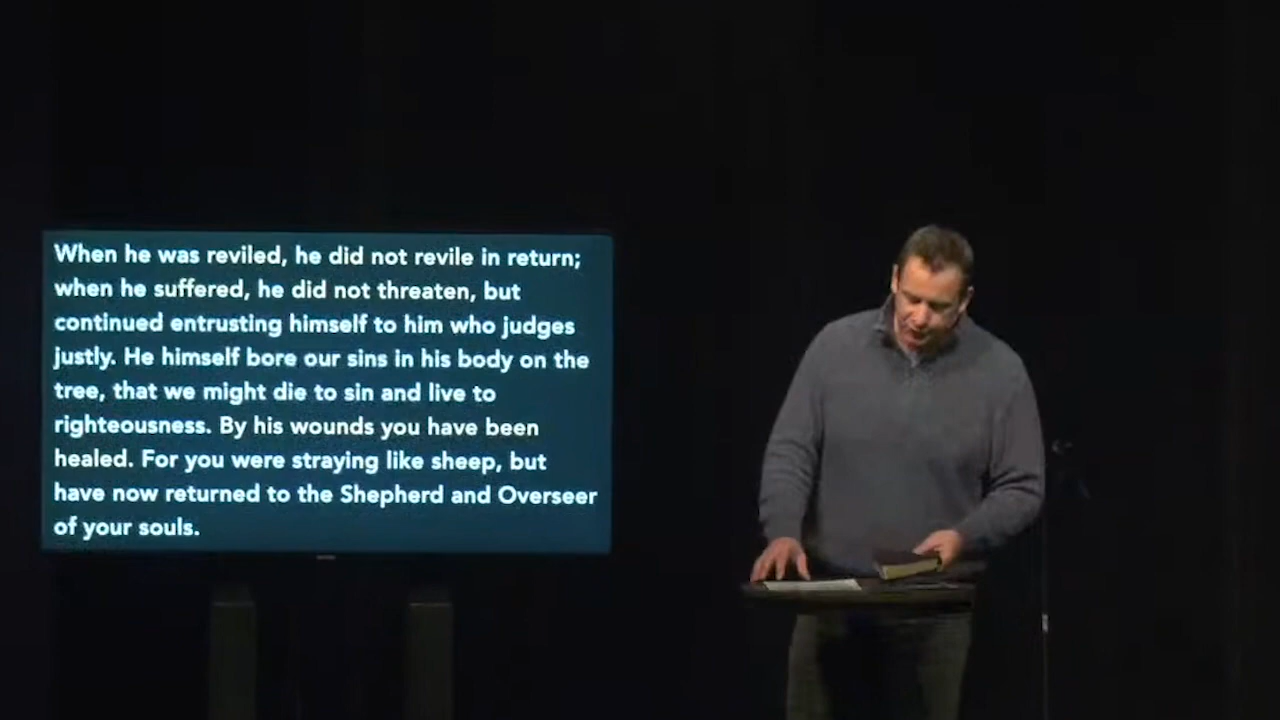 When he was reviled, he did not revile in return;
when he suffered, he did not threaten, but
continued entrusting himself to him who judges
justly. He himself bore our sins in his body on the
tree, that we might die to sin and live to
righteousness. By his wounds you have been
healed. For you were straying like sheep, but
have now returned to the Shepherd and Overseer
of your souls.